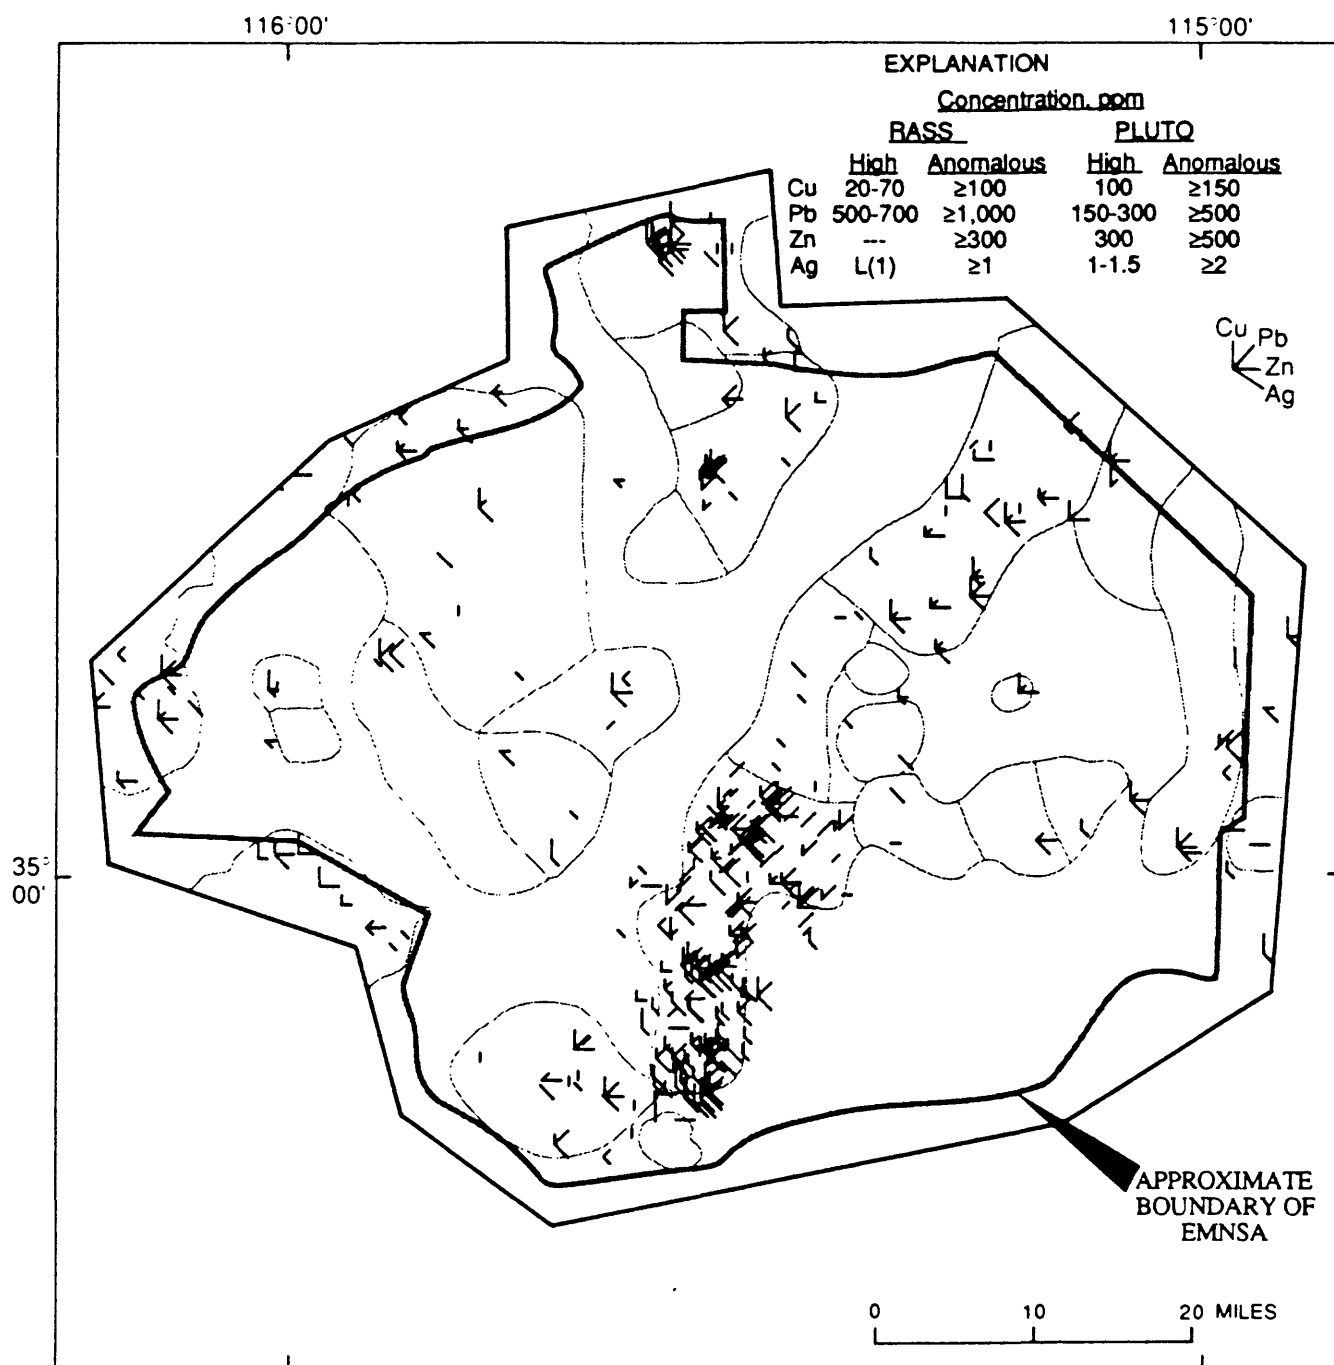 116°00' 115°00'
EXPLANATION
Concentration, ppm
RASS PLUTO
High Anomalous High Anomalous
Cu 20-70 ≥100 100 ≥150
Pb 500-700 ≥1,000 150-300 ≥500
Zn --- ≥300 300 ≥500
Ag L(1) ≥1 1-1.5 ≥2
Cu
Pb
Zn
Ag
35°
00'
APPROXIMATE
BOUNDARY OF
EMNSA
0 10 20 MILES